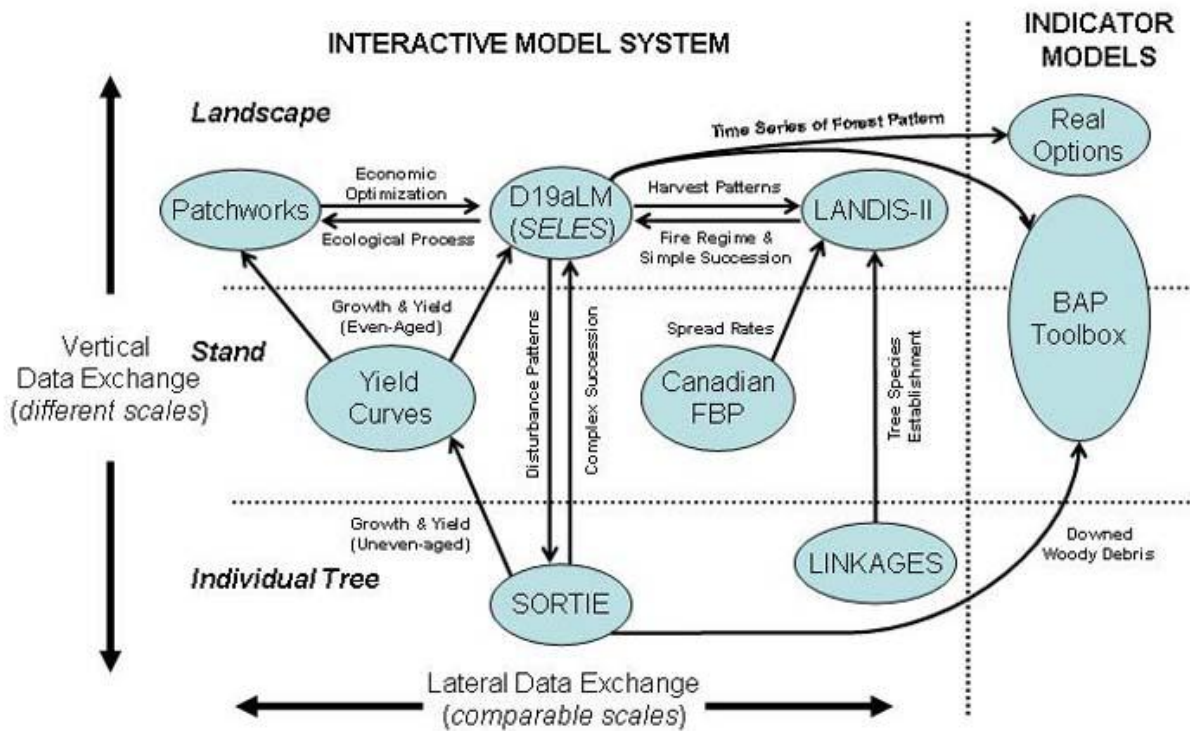 INTERACTIVE MODEL SYSTEM
INDICATOR
MODELS
Landscape
Time Series of Forest Pattern
Real
Options
Patchworks
Economic
Optimization
Ecological Process
D19aLM
(SELES)
Harvest Patterns
Fire Regime &
Simple Succession
LANDIS-II
BAP
Toolbox
Vertical
Data Exchange
(different scales)
Stand
Growth & Yield
(Even-Aged)
Yield
Curves
Disturbance Patterns
Complex Succession
Spread Rates
Canadian
FBP
Tree Species
Establishment
Individual Tree
Growth & Yield
(Uneven-aged)
SORTIE
LINKAGES
Downed
Woody Debris
Lateral Data Exchange
(comparable scales)